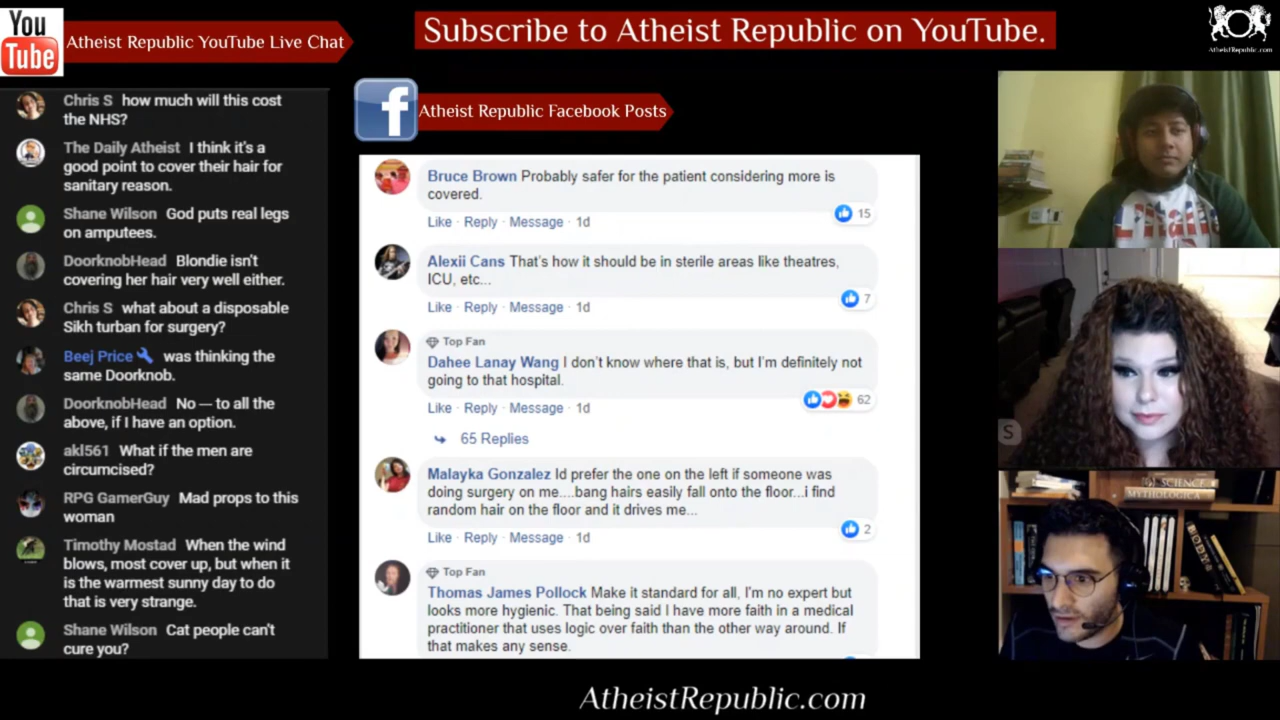 You
Tube
Atheist Republic YouTube Live Chat
Subscribe to Atheist Republic on YouTube.
AtheistRepublic.com
Chris S how much will this cost
the NHS?
The Daily Atheist I think it's a
good point to cover their hair for
sanitary reason.
Shane Wilson God puts real legs
on amputees.
DoorknobHead Blondie isn't
covering her hair very well either.
Chris S what about a disposable
Sikh turban for surgery?
Beej Price was thinking the
same Doorknob.
DoorknobHead No — to all the
above, if I have an option.
akl561 What if the men are
circumcised?
RPG GamerGuy Mad props to this
woman
Timothy Mostad When the wind
blows, most cover up, but when it
is the warmest sunny day to do
that is very strange.
Shane Wilson Cat people can't
cure you?
f
Atheist Republic Facebook Posts
Bruce Brown Probably safer for the patient considering more is
covered.
15
Like · Reply · Message · 1d
Alexii Cans That's how it should be in sterile areas like theatres,
ICU, etc...
7
Like · Reply · Message · 1d
Top Fan
Dahee Lanay Wang I don't know where that is, but I'm definitely not
going to that hospital.
62
Like · Reply · Message · 1d
65 Replies
Malayka Gonzalez Id prefer the one on the left if someone was
doing surgery on me....bang hairs easily fall onto the floor...i find
random hair on the floor and it drives me...
2
Like · Reply · Message · 1d
Top Fan
Thomas James Pollock Make it standard for all, I'm no expert but
looks more hygienic. That being said I have more faith in a medical
practitioner that uses logic over faith than the other way around. If
that makes any sense.
S
SCIENCE
MYTHOLOGICA
AtheistRepublic.com